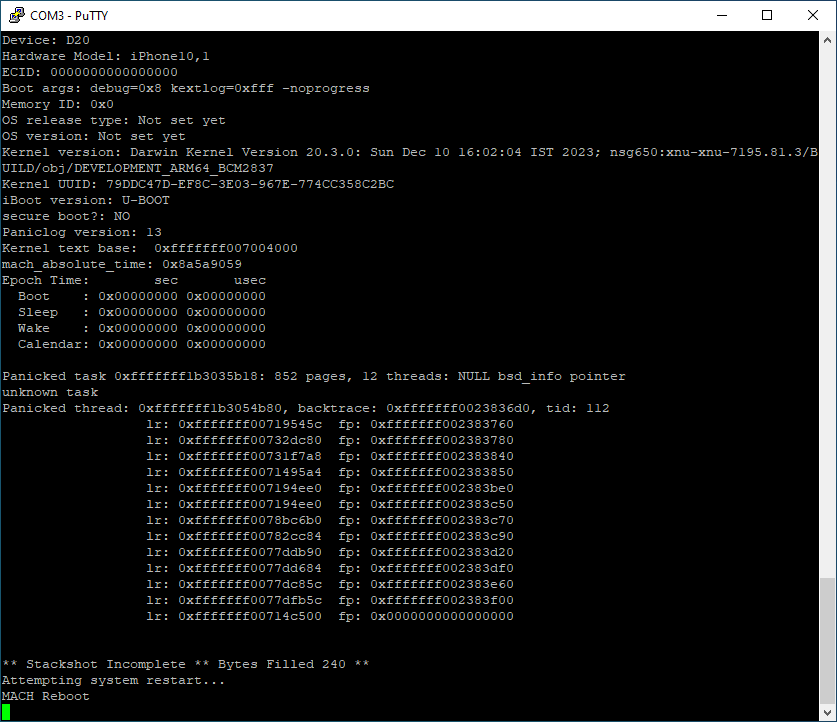 COM3 - PuTTY
Device: D20
Hardware Model: iPhone10,1
ECID: 0000000000000000
Boot args: debug=0x8 kextlog=0xfff -noprogress
Memory ID: 0x0
OS release type: Not set yet
OS version: Not set yet
Kernel version: Darwin Kernel Version 20.3.0: Sun Dec 10 16:02:04 IST 2023; nsg650:xnu-xnu-7195.81.3/B
UILD/obj/DEVELOPMENT_ARM64_BCM2837
Kernel UUID: 79DDC47D-EF8C-3E03-967E-774CC358C2BC
iBoot version: U-BOOT
secure boot?: NO
Paniclog version: 13
Kernel text base:  0xfffffff007004000
mach_absolute_time: 0x8a5a9059
Epoch Time:        sec       usec
  Boot    : 0x00000000 0x00000000
  Sleep   : 0x00000000 0x00000000
  Wake    : 0x00000000 0x00000000
  Calendar: 0x00000000 0x00000000
Panicked task 0xfffffff1b3035b18: 852 pages, 12 threads: NULL bsd_info pointer
unknown task
Panicked thread: 0xfffffff1b3054b80, backtrace: 0xfffffff0023836d0, tid: 112
lr: 0xfffffff00719545c  fp: 0xfffffff002383760
lr: 0xfffffff00732dc80  fp: 0xfffffff002383780
lr: 0xfffffff00731f7a8  fp: 0xfffffff002383840
lr: 0xfffffff0071495a4  fp: 0xfffffff002383850
lr: 0xfffffff007194ee0  fp: 0xfffffff002383be0
lr: 0xfffffff007194ee0  fp: 0xfffffff002383c50
lr: 0xfffffff0078bc6b0  fp: 0xfffffff002383c70
lr: 0xfffffff00782cc84  fp: 0xfffffff002383c90
lr: 0xfffffff0077ddb90  fp: 0xfffffff002383d20
lr: 0xfffffff0077dd684  fp: 0xfffffff002383df0
lr: 0xfffffff0077dc85c  fp: 0xfffffff002383e60
lr: 0xfffffff0077dfb5c  fp: 0xfffffff002383f00
lr: 0xfffffff00714c500  fp: 0x0000000000000000
** Stackshot Incomplete ** Bytes Filled 240 **
Attempting system restart...
MACH Reboot